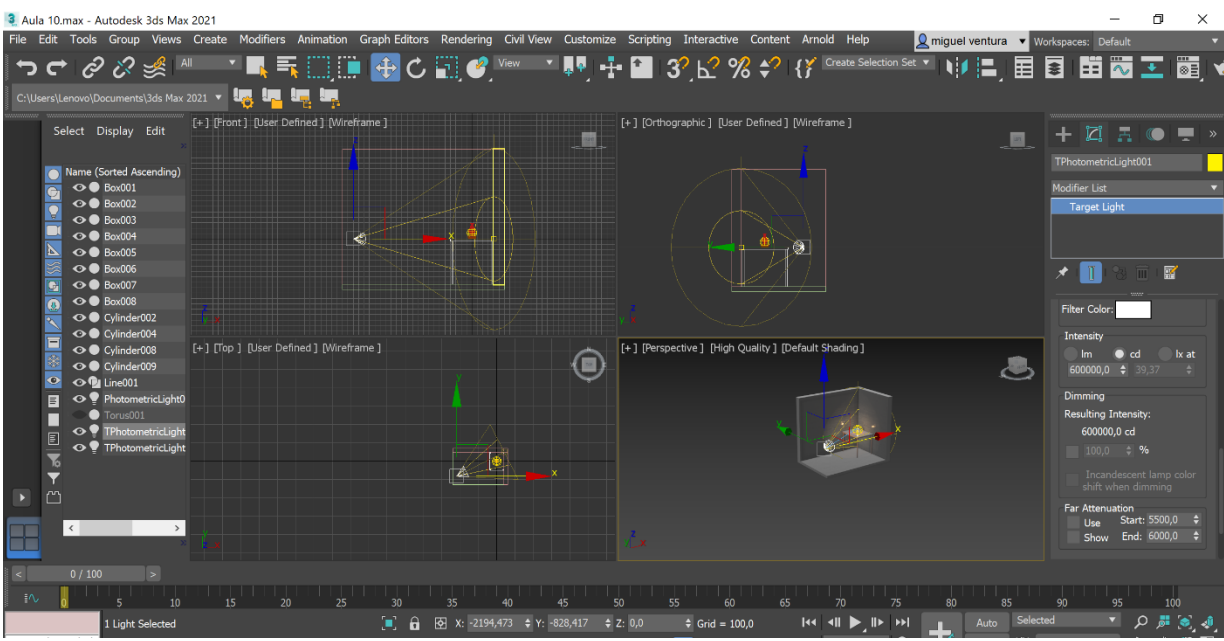 3 Aula 10.max - Autodesk 3ds Max 2021
File Edit Tools Group Views Create Modifiers Animation Graph Editors Rendering Civil View Customize Scripting Interactive Content Arnold Help miguel ventura Workspaces: Default
All View Create Selection Set
C:\Users\Lenovo\Documents\3ds Max 2021
Select Display Edit
Name (Sorted Ascending)
Box001
Box002
Box003
Box004
Box005
Box006
Box007
Box008
Cylinder002
Cylinder004
Cylinder008
Cylinder009
Line001
PhotometricLight0
Torus001
TPhotometricLight
TPhotometricLight
[+] [Front] [User Defined] [Wireframe]
z
x
z
[+] [Orthographic] [User Defined] [Wireframe]
z
z
y
[+] [Top] [User Defined] [Wireframe]
y
x
[+] [Perspective] [High Quality] [Default Shading]
y
x
z
x
TPhotometricLight001
Modifier List
Target Light
Filter Color:
Intensity
lm cd lx at
600000,0 39,37
Dimming
Resulting Intensity:
600000,0 cd
100,0 %
Incandescent lamp color
shift when dimming
Far Attenuation
Use Start: 5500,0
Show End: 6000,0
< 0 / 100 >
0 5 10 15 20 25 30 35 40 45 50 55 60 65 70 75 80 85 90 95 100
1 Light Selected X: -2194,473 Y: -828,417 Z: 0,0 Grid = 100,0 Auto Selected